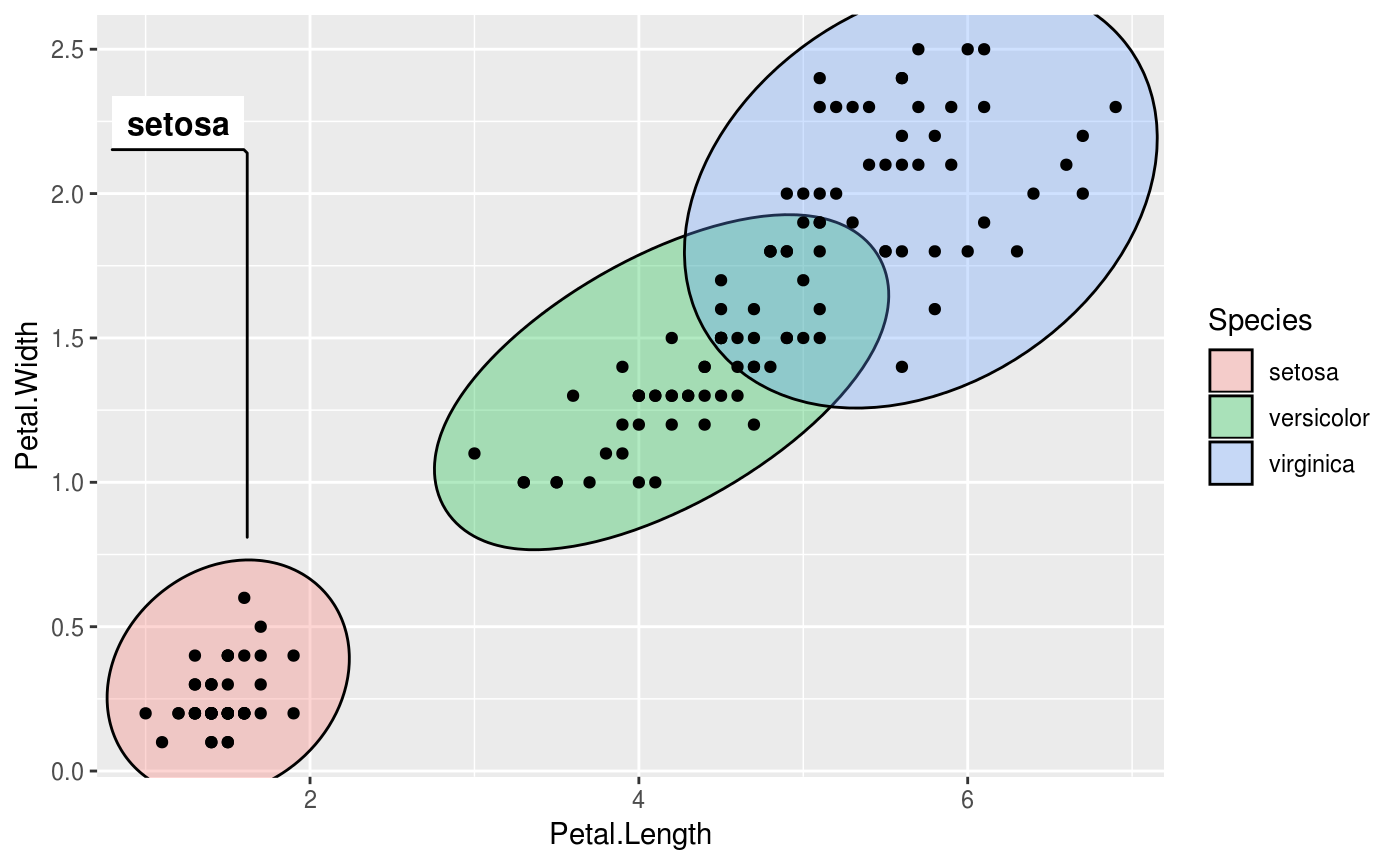 2.5
setosa
2.0
1.5
1.0
0.5
0.0
Petal.Width
2 4 6
Petal.Length
Species
setosa
versicolor
virginica